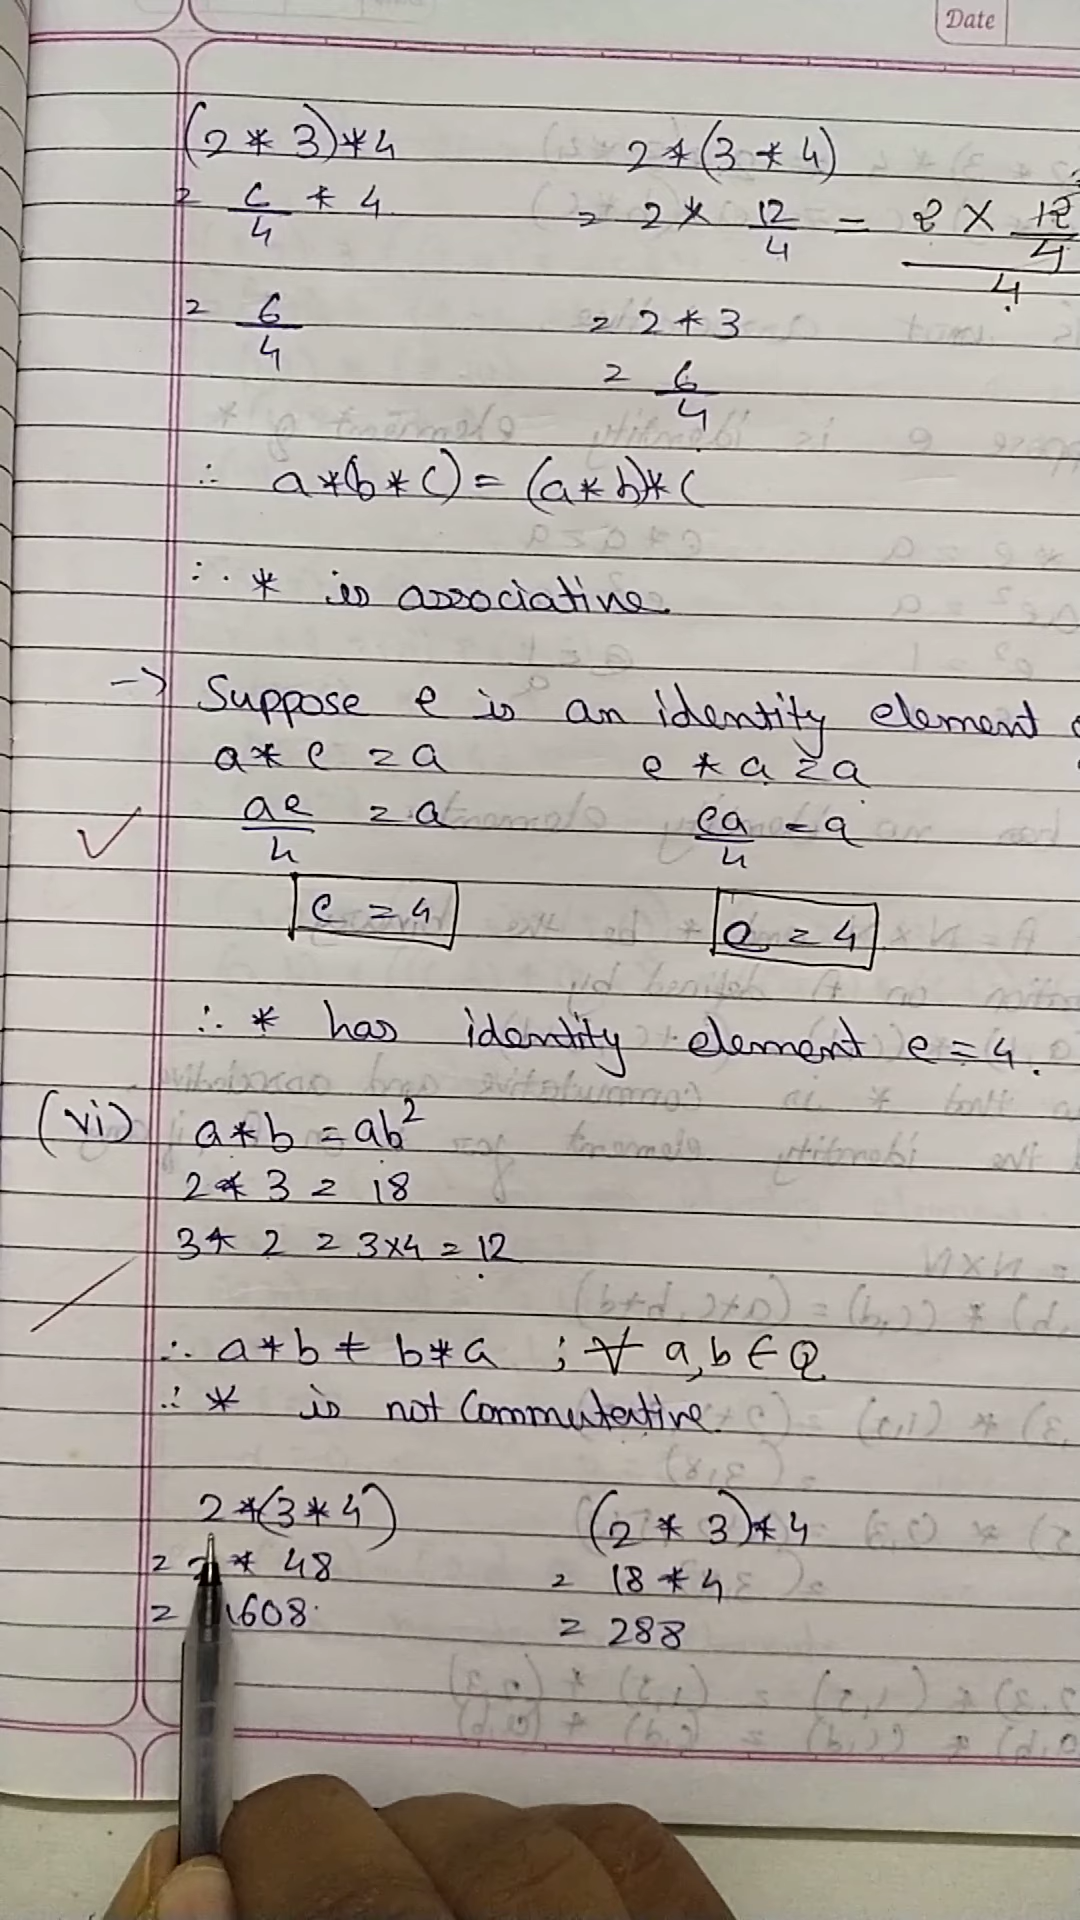 Date
(2 * 3) * 4
2 * (3 * 4)
= 6/4 * 4
= 2 * 12/4 = (2 × 12/4)/4
= 6/4
= 2 * 3
= 6/4
∴ a * (b * c) = (a * b) * c
∴ * is associative.
→ Suppose e is an identity element
a * e = a
e * a = a
ae/4 = a
ea/4 = a
e = 4
e = 4
∴ * has identity element e = 4.
(vi) a * b = ab²
2 * 3 = 18
3 * 2 = 3×4 = 12
∴ a * b ≠ b * a ; ∀ a, b ∈ Q
∴ * is not Commutative.
2 * (3 * 4)
(2 * 3) * 4
= 2 * 48
= 18 * 4
= 608
= 288